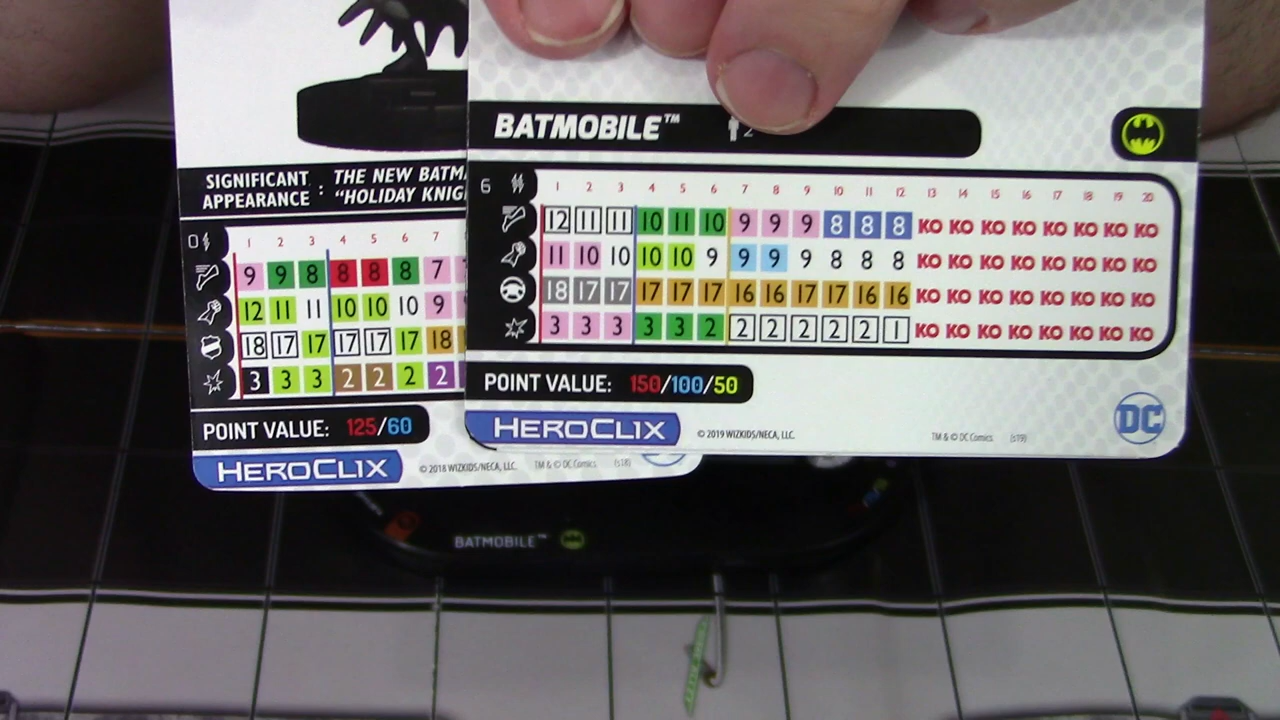 BATMOBILE™ 2
6 1 2 3 4 5 6 7 8 9 10 11 12 13 14 15 16 17 18 19 20
12 11 11 10 11 10 9 9 9 8 8 8 KO KO KO KO KO KO KO KO
11 10 10 10 10 9 9 9 9 8 8 8 KO KO KO KO KO KO KO KO
18 17 17 17 17 17 16 16 17 17 16 16 KO KO KO KO KO KO KO KO
3 3 3 3 3 2 2 2 2 2 2 1 KO KO KO KO KO KO KO KO
POINT VALUE: 150/100/50
DC
HEROCLIX © 2019 WIZKIDS/NECA, LLC. TM & © DC Comics (s19)
SIGNIFICANT APPEARANCE : THE NEW BATM
"HOLIDAY KNIG
0 1 2 3 4 5 6 7
9 9 8 8 8 8 7
12 11 11 10 10 10 9
18 17 17 17 17 17 18
3 3 3 2 2 2 2
POINT VALUE: 125/60
HEROCLIX © 2018 WIZKIDS/NECA, LLC. TM & © DC Comics (s18)
BATMOBILE™